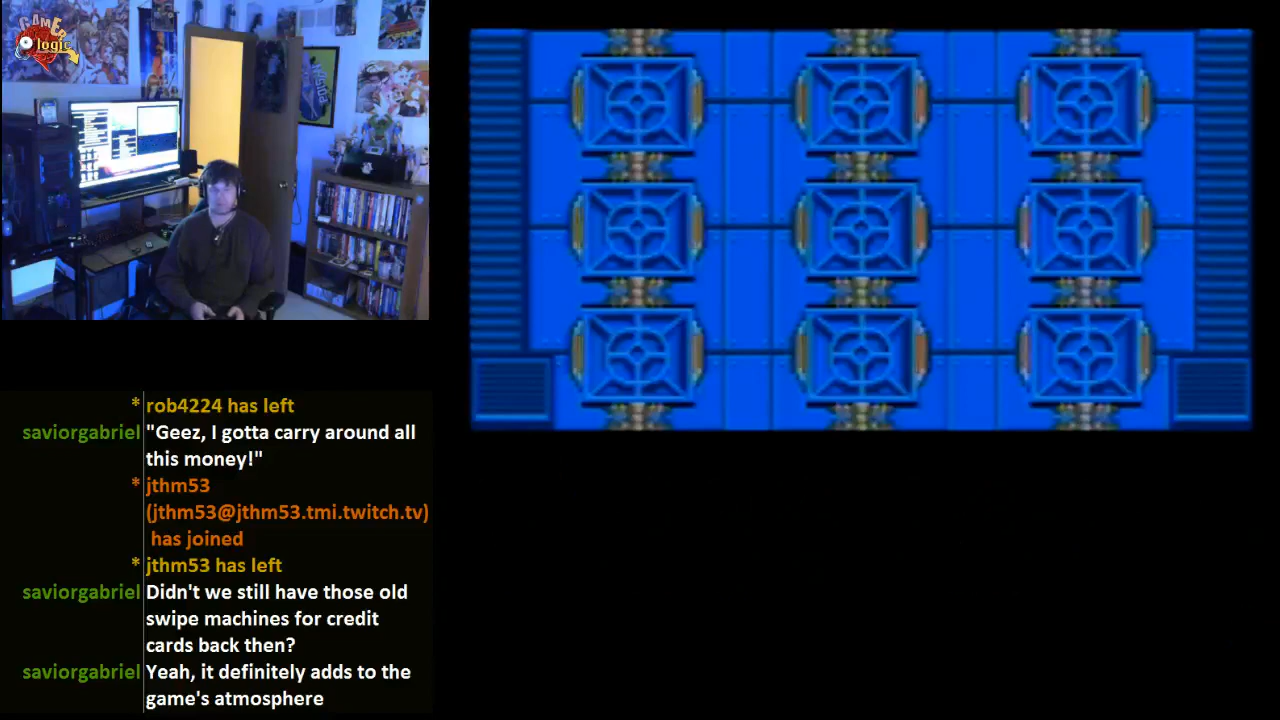 GAMER
logic
* rob4224 has left
saviorgabriel "Geez, I gotta carry around all
this money!"
* jthm53
(jthm53@jthm53.tmi.twitch.tv)
has joined
* jthm53 has left
saviorgabriel Didn't we still have those old
swipe machines for credit
cards back then?
saviorgabriel Yeah, it definitely adds to the
game's atmosphere